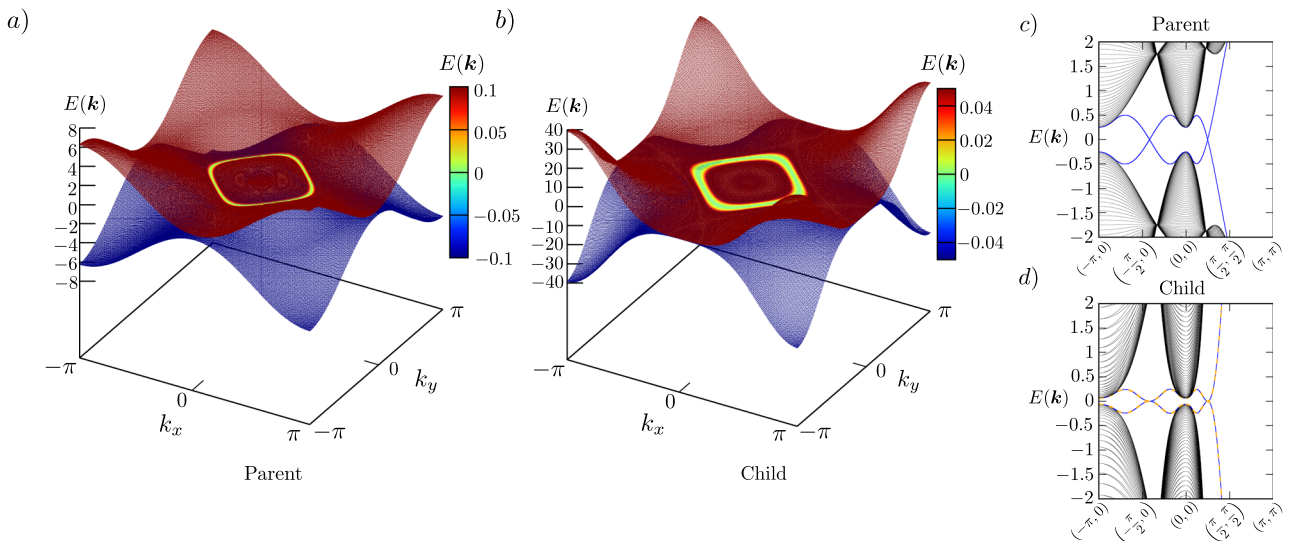 a)
E(k)
8
6
4
2
0
−2
−4
−6
−8
−π
0
k_x
π
−π
0
k_y
π
E(k)
0.1
0.05
0
−0.05
−0.1
Parent
b)
E(k)
40
30
20
10
0
−10
−20
−30
−40
−π
0
k_x
π
−π
0
k_y
π
E(k)
0.04
0.02
0
−0.02
−0.04
Child
c)
Parent
E(k)
2
1.5
1
0.5
0
−0.5
−1
−1.5
−2
(−π, 0)
(−π/2, 0)
(0, 0)
(π/2, π/2)
(π, π)
d)
Child
E(k)
2
1.5
1
0.5
0
−0.5
−1
−1.5
−2
(−π, 0)
(−π/2, 0)
(0, 0)
(π/2, π/2)
(π, π)